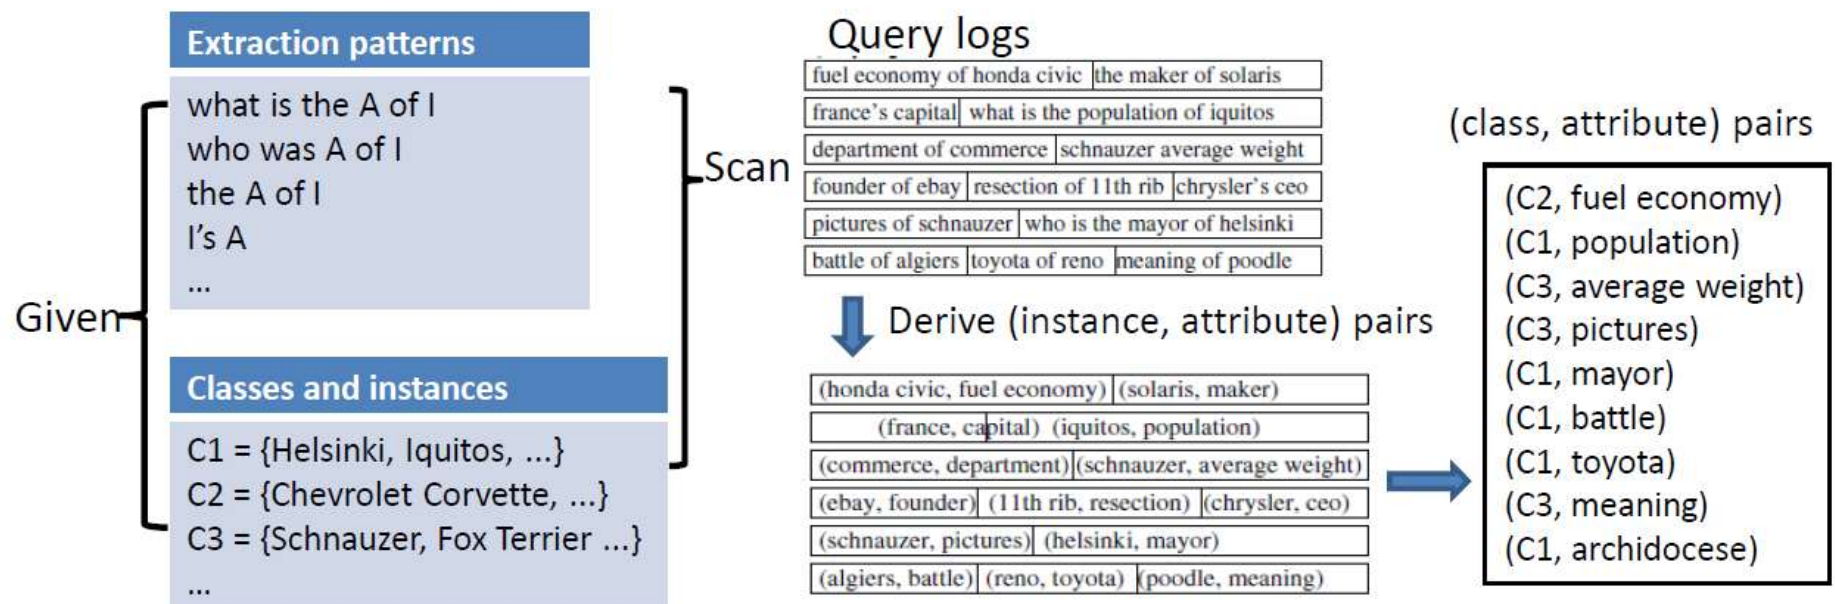 Extraction patterns
what is the A of I
who was A of I
the A of I
I's A
...
Given
Classes and instances
C1 = {Helsinki, Iquitos, ...}
C2 = {Chevrolet Corvette, ...}
C3 = {Schnauzer, Fox Terrier ...}
...
Scan
Query logs
fuel economy of honda civic the maker of solaris
france's capital what is the population of iquitos
department of commerce schnauzer average weight
founder of ebay resection of 11th rib chrysler's ceo
pictures of schnauzer who is the mayor of helsinki
battle of algiers toyota of reno meaning of poodle
Derive (instance, attribute) pairs
(honda civic, fuel economy) (solaris, maker)
(france, capital) (iquitos, population)
(commerce, department) (schnauzer, average weight)
(ebay, founder) (11th rib, resection) (chrysler, ceo)
(schnauzer, pictures) (helsinki, mayor)
(algiers, battle) (reno, toyota) (poodle, meaning)
(class, attribute) pairs
(C2, fuel economy)
(C1, population)
(C3, average weight)
(C3, pictures)
(C1, mayor)
(C1, battle)
(C1, toyota)
(C3, meaning)
(C1, archidocese)